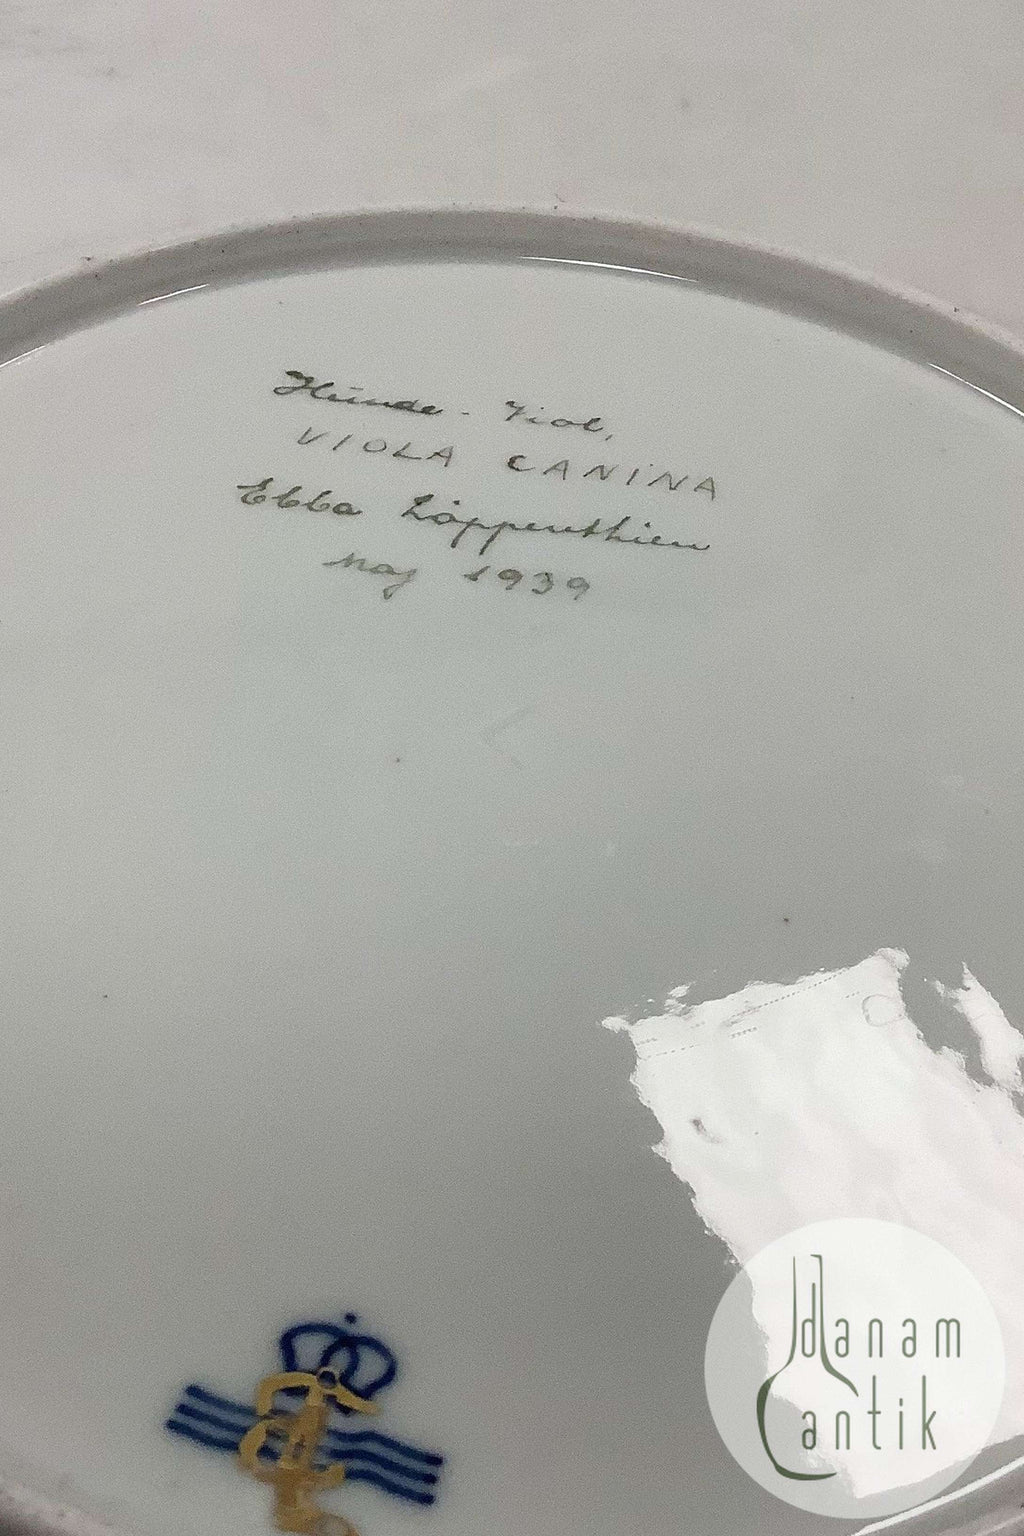 Hunde-Viol,
VIOLA CANINA
Ebba Löppenthien
Maj 1939
danam
antik